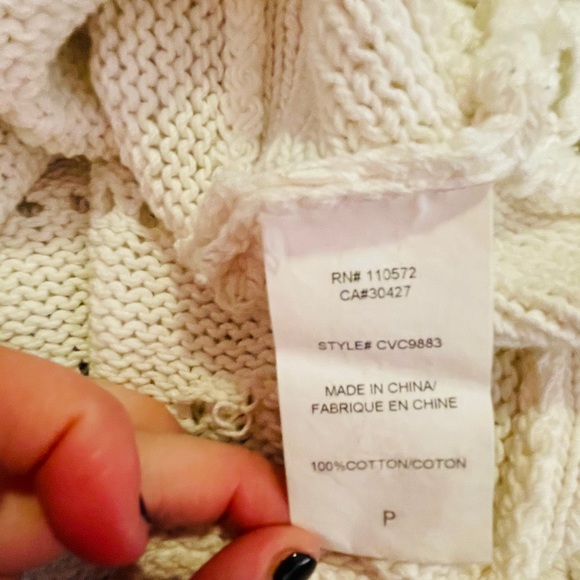 RN# 110572
CA#30427
STYLE# CVC9883
MADE IN CHINA/
FABRIQUE EN CHINE
100%COTTON/COTON
P